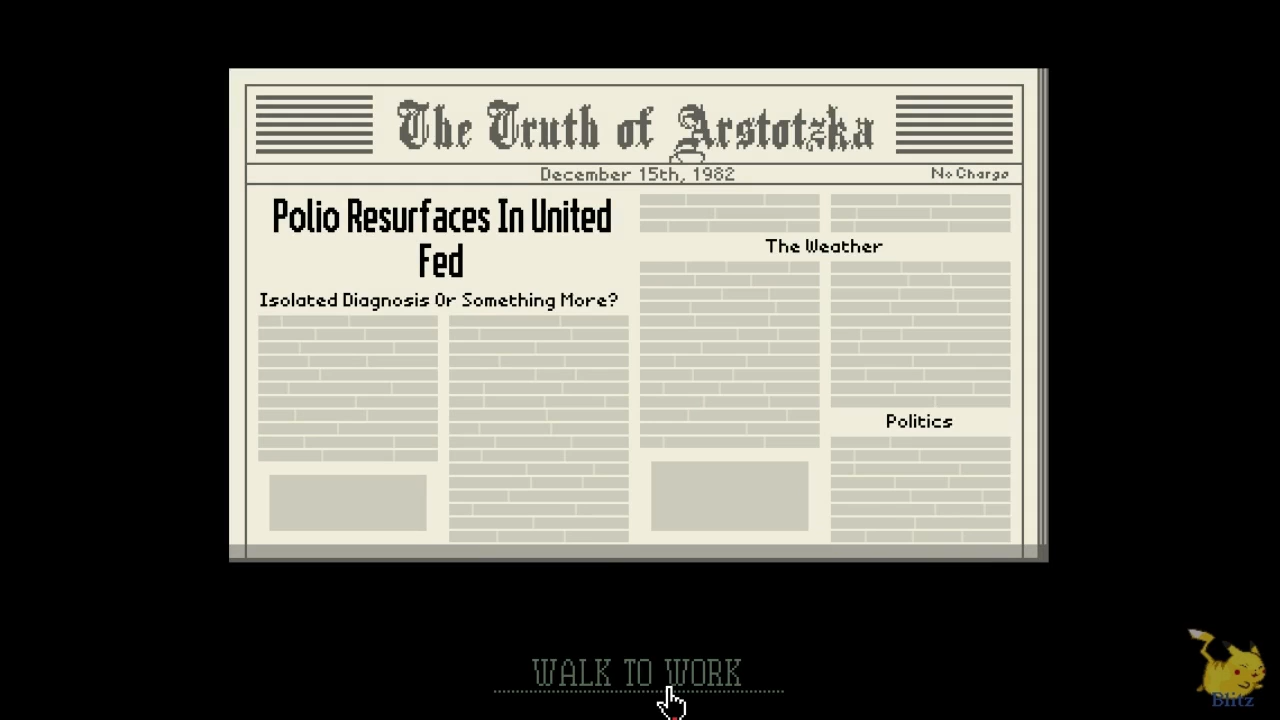 The Truth of Arstotzka
December 15th, 1982
No Charge
Polio Resurfaces In United
Fed
Isolated Diagnosis Or Something More?
The Weather
Politics
WALK TO WORK
Blitz